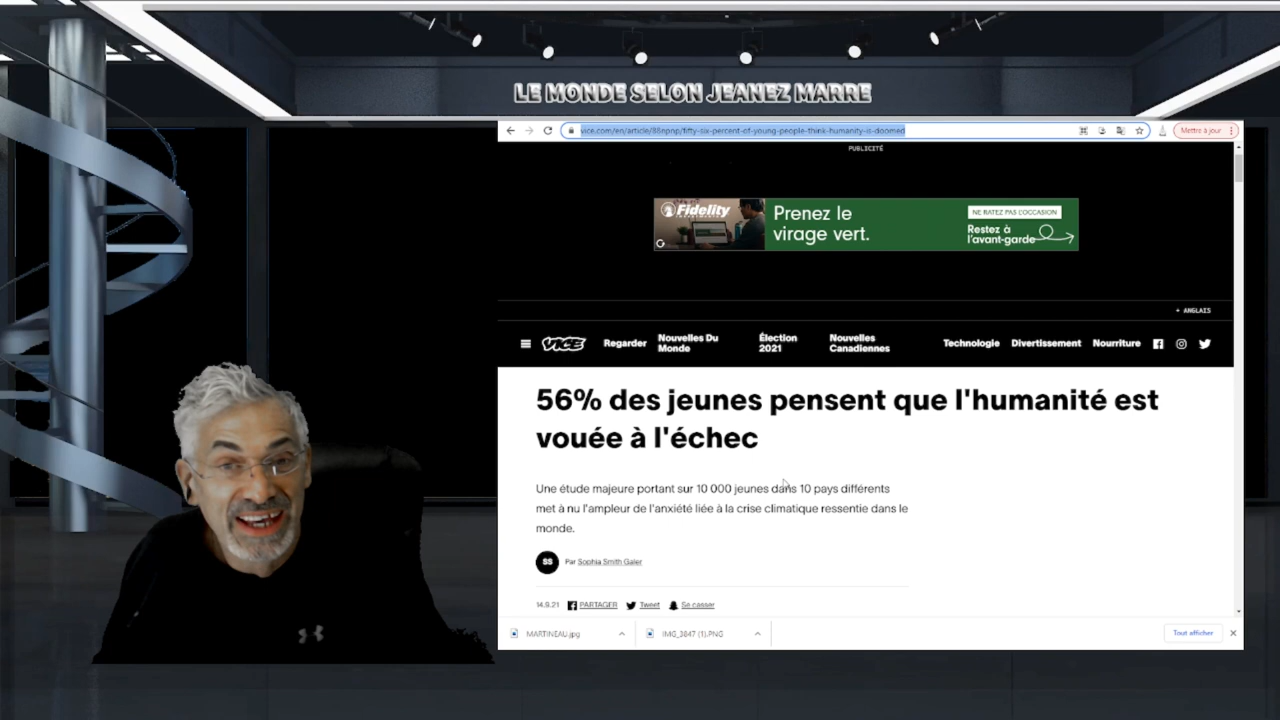 LE MONDE SELON JEANEZ MARRE
vice.com/en/article/88npnp/fifty-six-percent-of-young-people-think-humanity-is-doomed
Mettre à jour
PUBLICITÉ
Fidelity
INVESTMENTS
Prenez le
virage vert.
NE RATEZ PAS L'OCCASION
Restez à
l'avant-garde
+ ANGLAIS
VICE
Regarder
Nouvelles Du
Monde
Élection
2021
Nouvelles
Canadiennes
Technologie
Divertissement
Nourriture
56% des jeunes pensent que l'humanité est
vouée à l'échec
Une étude majeure portant sur 10 000 jeunes dans 10 pays différents
met à nu l'ampleur de l'anxiété liée à la crise climatique ressentie dans le
monde.
SS
Par Sophia Smith Galer
14.9.21
PARTAGER
Tweet
Se casser
MARTINEAU.jpg
IMG_3847 (1).PNG
Tout afficher